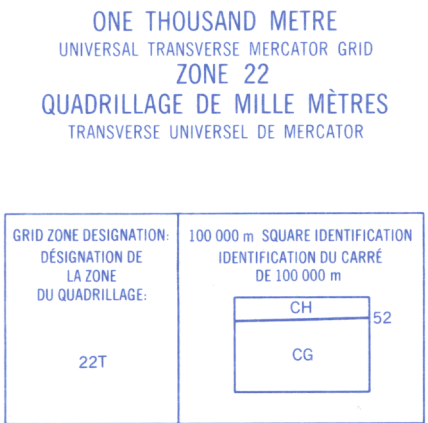 ONE THOUSAND METRE
UNIVERSAL TRANSVERSE MERCATOR GRID
ZONE 22
QUADRILLAGE DE MILLE MÈTRES
TRANSVERSE UNIVERSEL DE MERCATOR
GRID ZONE DESIGNATION:
DÉSIGNATION DE
LA ZONE
DU QUADRILLAGE:
22T
100 000 m SQUARE IDENTIFICATION
IDENTIFICATION DU CARRÉ
DE 100 000 m
CH
52
CG